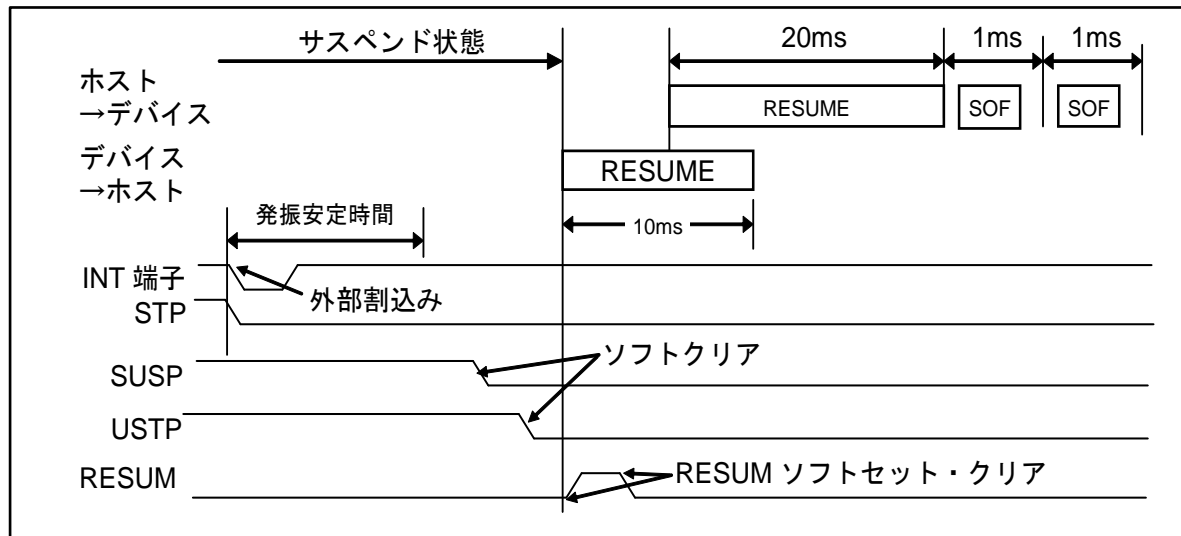 サスペンド状態
20ms
1ms
1ms
ホスト
→デバイス
RESUME
SOF
SOF
デバイス
→ホスト
RESUME
発振安定時間
10ms
INT 端子
外部割込み
STP
ソフトクリア
SUSP
USTP
RESUM
RESUM ソフトセット・クリア